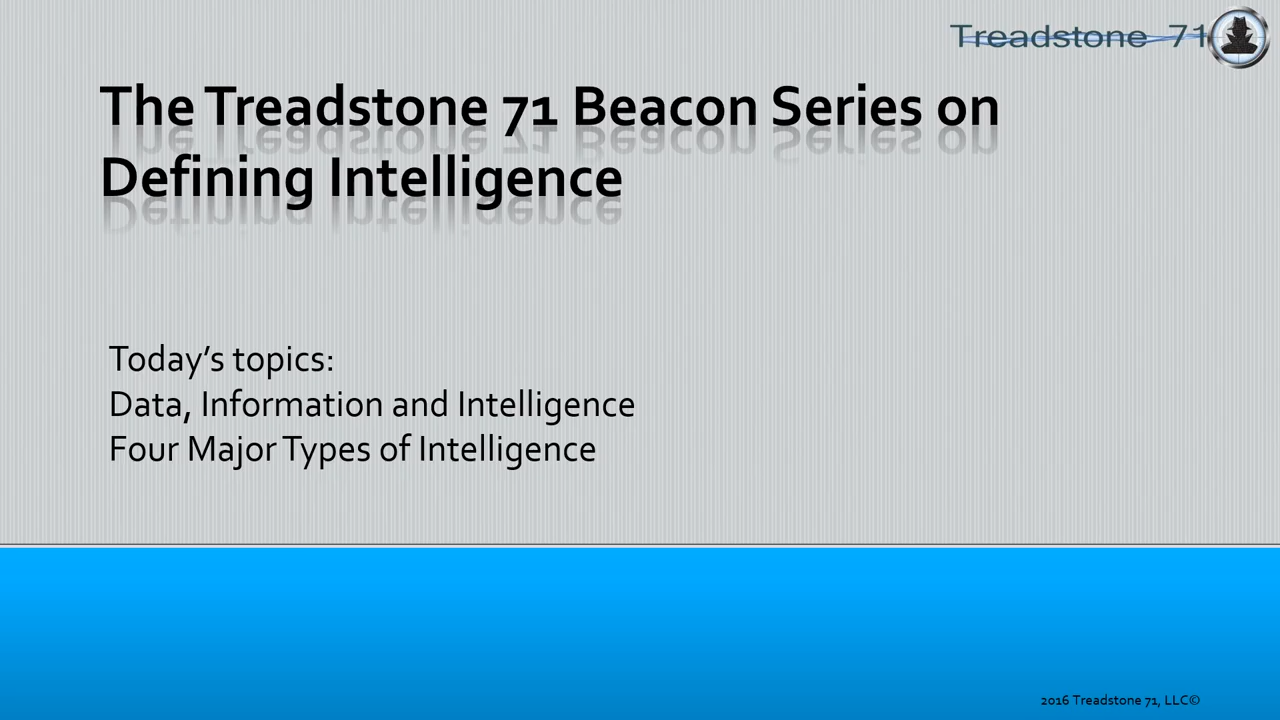 Treadstone 71
The Treadstone 71 Beacon Series on
Defining Intelligence
Today’s topics:
Data, Information and Intelligence
Four Major Types of Intelligence
2016 Treadstone 71, LLC©